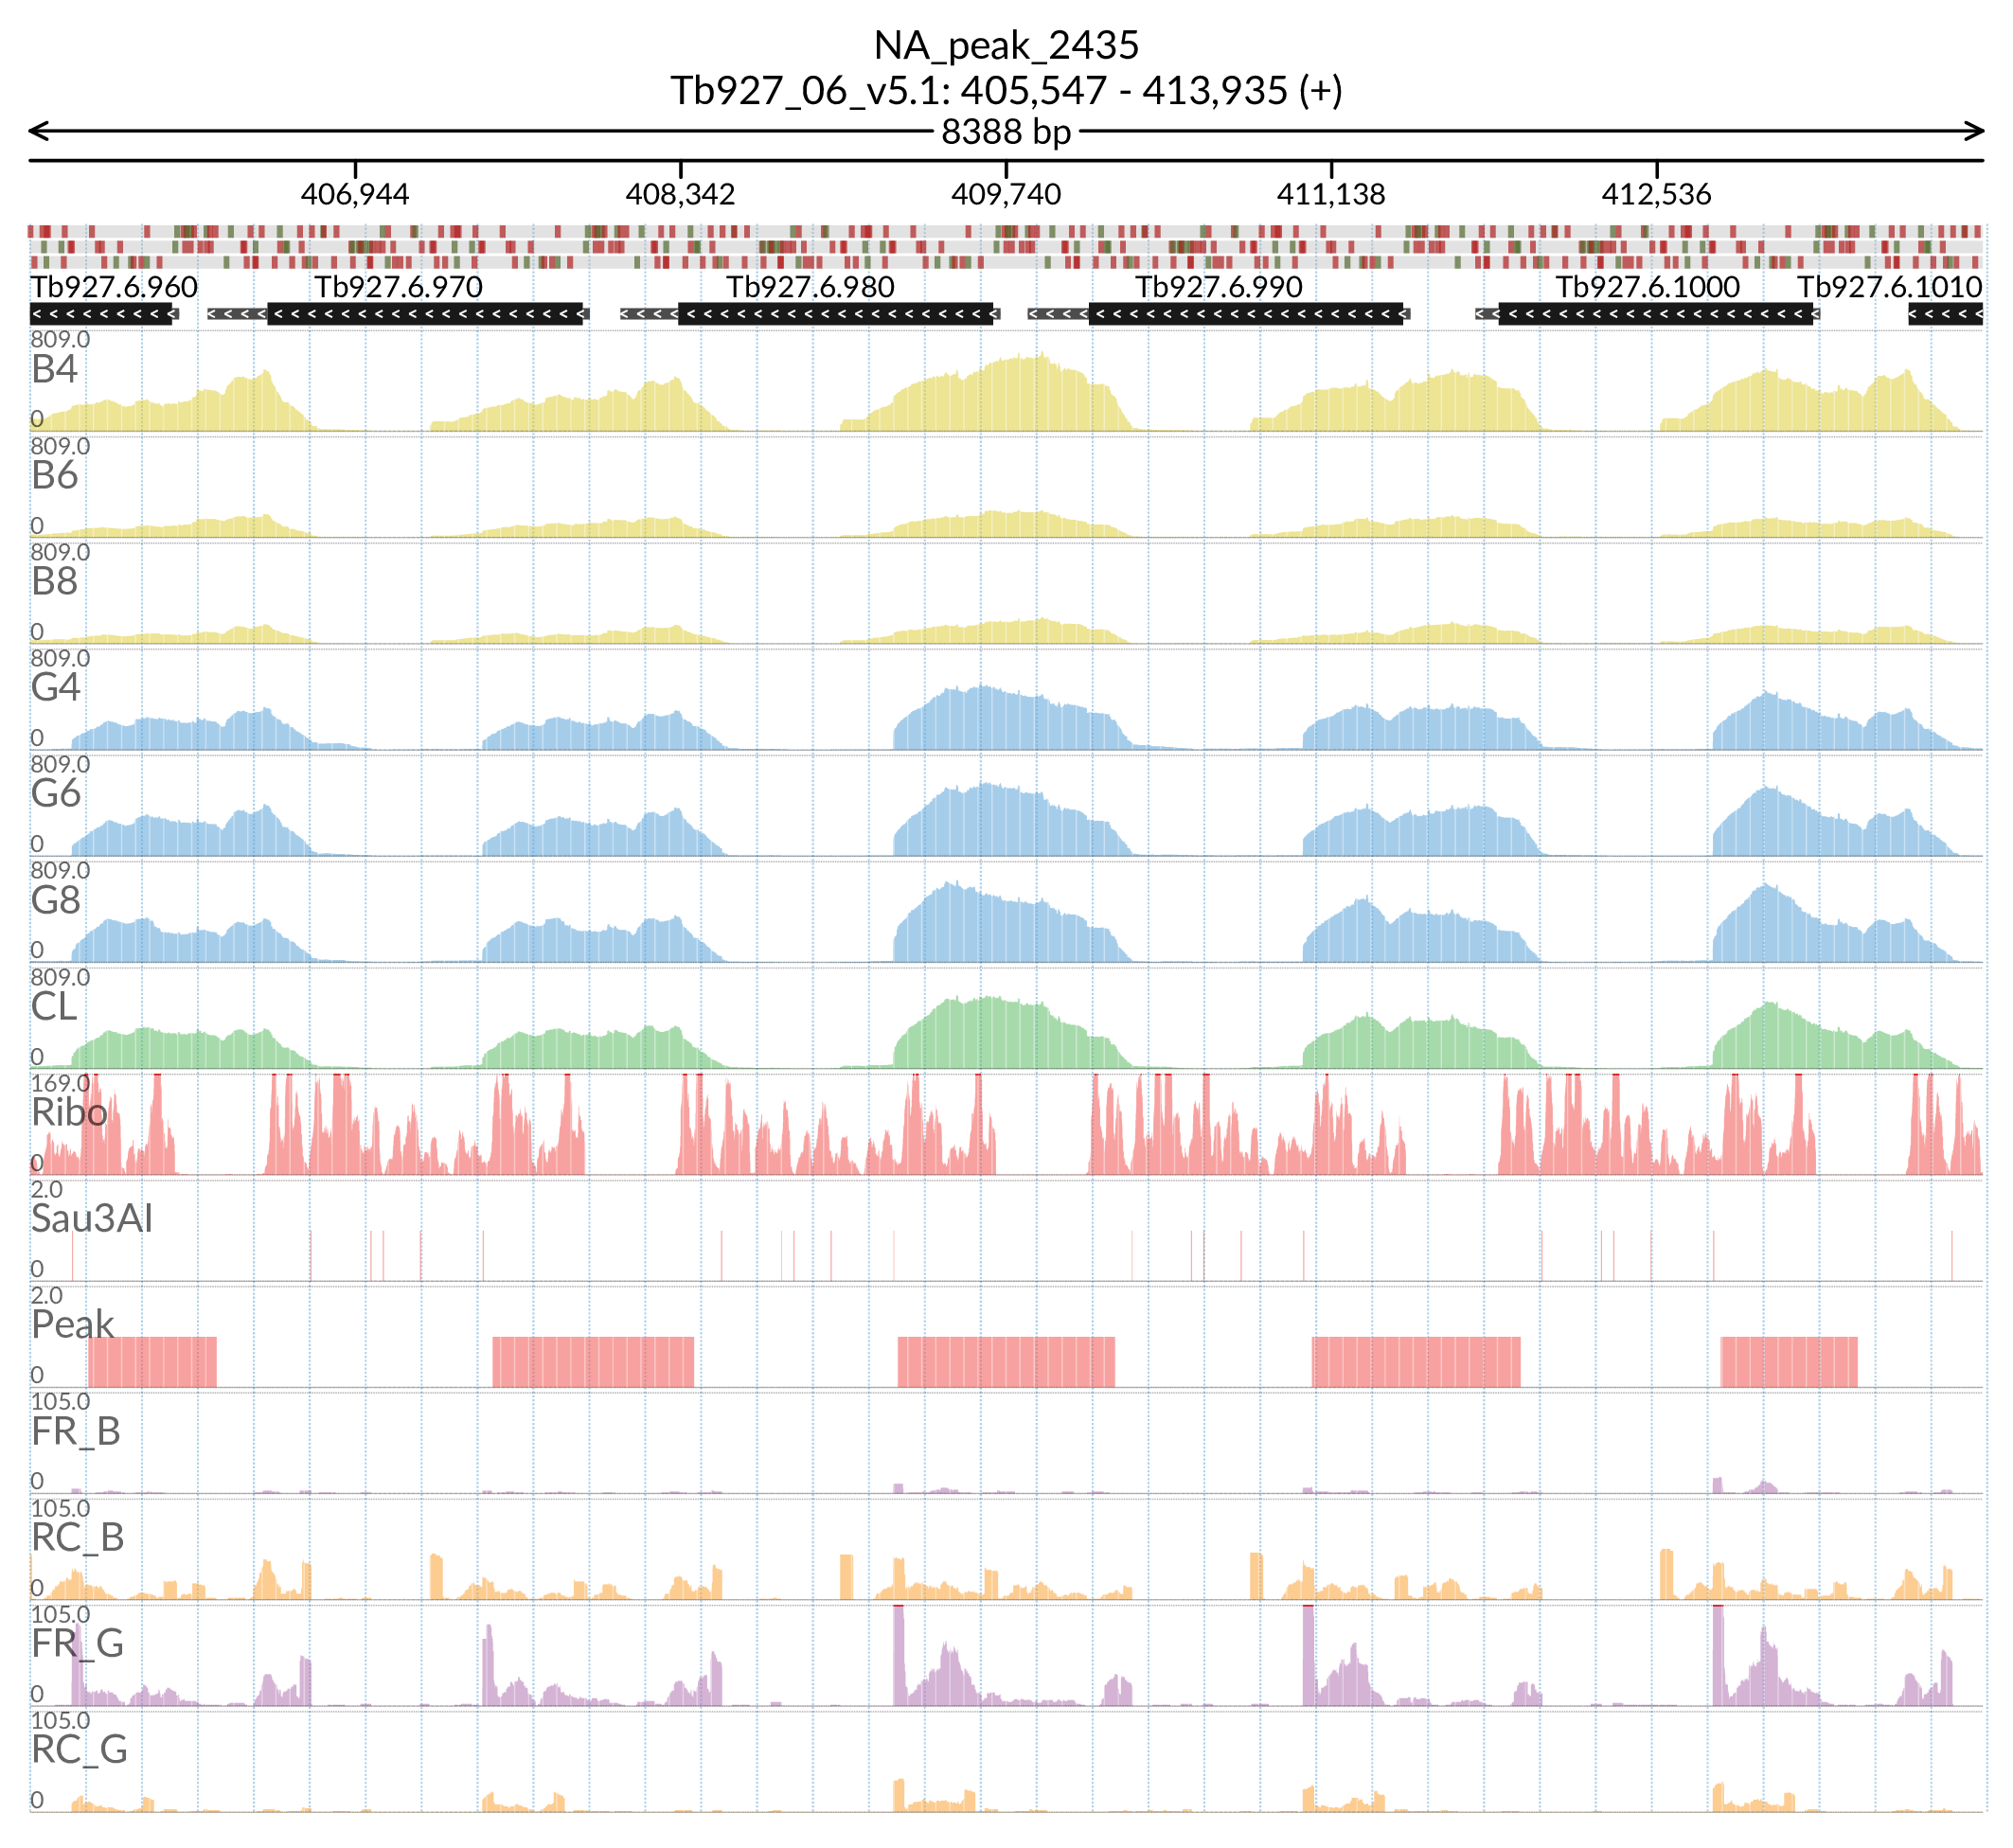 NA_peak_2435
Tb927_06_v5.1: 405,547 - 413,935 (+)
8388 bp
406,944 408,342 409,740 411,138 412,536
Tb927.6.960 Tb927.6.970 Tb927.6.980 Tb927.6.990 Tb927.6.1000 Tb927.6.1010
809.0
B4
0
809.0
B6
0
809.0
B8
0
809.0
G4
0
809.0
G6
0
809.0
G8
0
809.0
CL
0
169.0
Ribo
0
2.0
Sau3AI
0
2.0
Peak
0
105.0
FR_B
0
105.0
RC_B
0
105.0
FR_G
0
105.0
RC_G
0